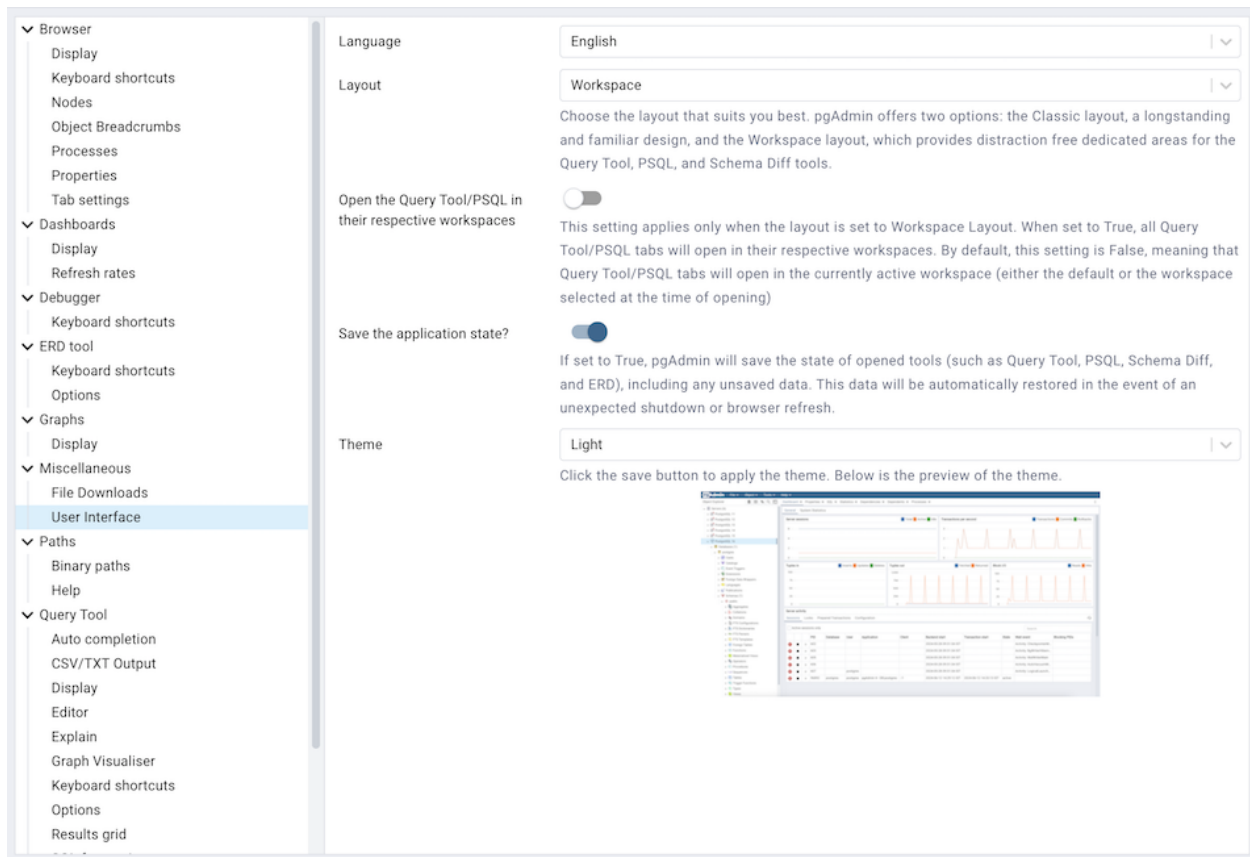 Browser
Display
Keyboard shortcuts
Nodes
Object Breadcrumbs
Processes
Properties
Tab settings
Dashboards
Display
Refresh rates
Debugger
Keyboard shortcuts
ERD tool
Keyboard shortcuts
Options
Graphs
Display
Miscellaneous
File Downloads
User Interface
Paths
Binary paths
Help
Query Tool
Auto completion
CSV/TXT Output
Display
Editor
Explain
Graph Visualiser
Keyboard shortcuts
Options
Results grid
Language
English
Layout
Workspace
Choose the layout that suits you best. pgAdmin offers two options: the Classic layout, a longstanding
and familiar design, and the Workspace layout, which provides distraction free dedicated areas for the
Query Tool, PSQL, and Schema Diff tools.
Open the Query Tool/PSQL in
their respective workspaces
This setting applies only when the layout is set to Workspace Layout. When set to True, all Query
Tool/PSQL tabs will open in their respective workspaces. By default, this setting is False, meaning that
Query Tool/PSQL tabs will open in the currently active workspace (either the default or the workspace
selected at the time of opening)
Save the application state?
If set to True, pgAdmin will save the state of opened tools (such as Query Tool, PSQL, Schema Diff,
and ERD), including any unsaved data. This data will be automatically restored in the event of an
unexpected shutdown or browser refresh.
Theme
Light
Click the save button to apply the theme. Below is the preview of the theme.